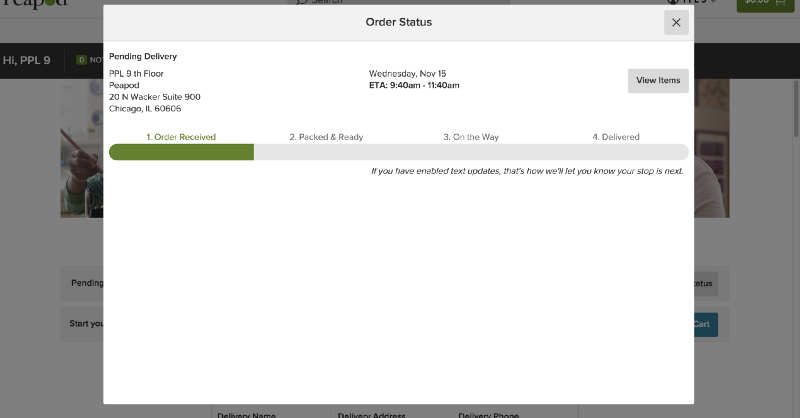 Peapod
Search
$0.00
Order Status
Hi, PPL 9
0
Pending Delivery
PPL 9 th Floor
Peapod
20 N Wacker Suite 900
Chicago, IL 60606
Wednesday, Nov 15
ETA: 9:40am - 11:40am
View Items
1. Order Received
2. Packed & Ready
3. On the Way
4. Delivered
If you have enabled text updates, that's how we'll let you know your stop is next.
Pending
Start you
Cart
Delivery Name
Delivery Address
Delivery Phone